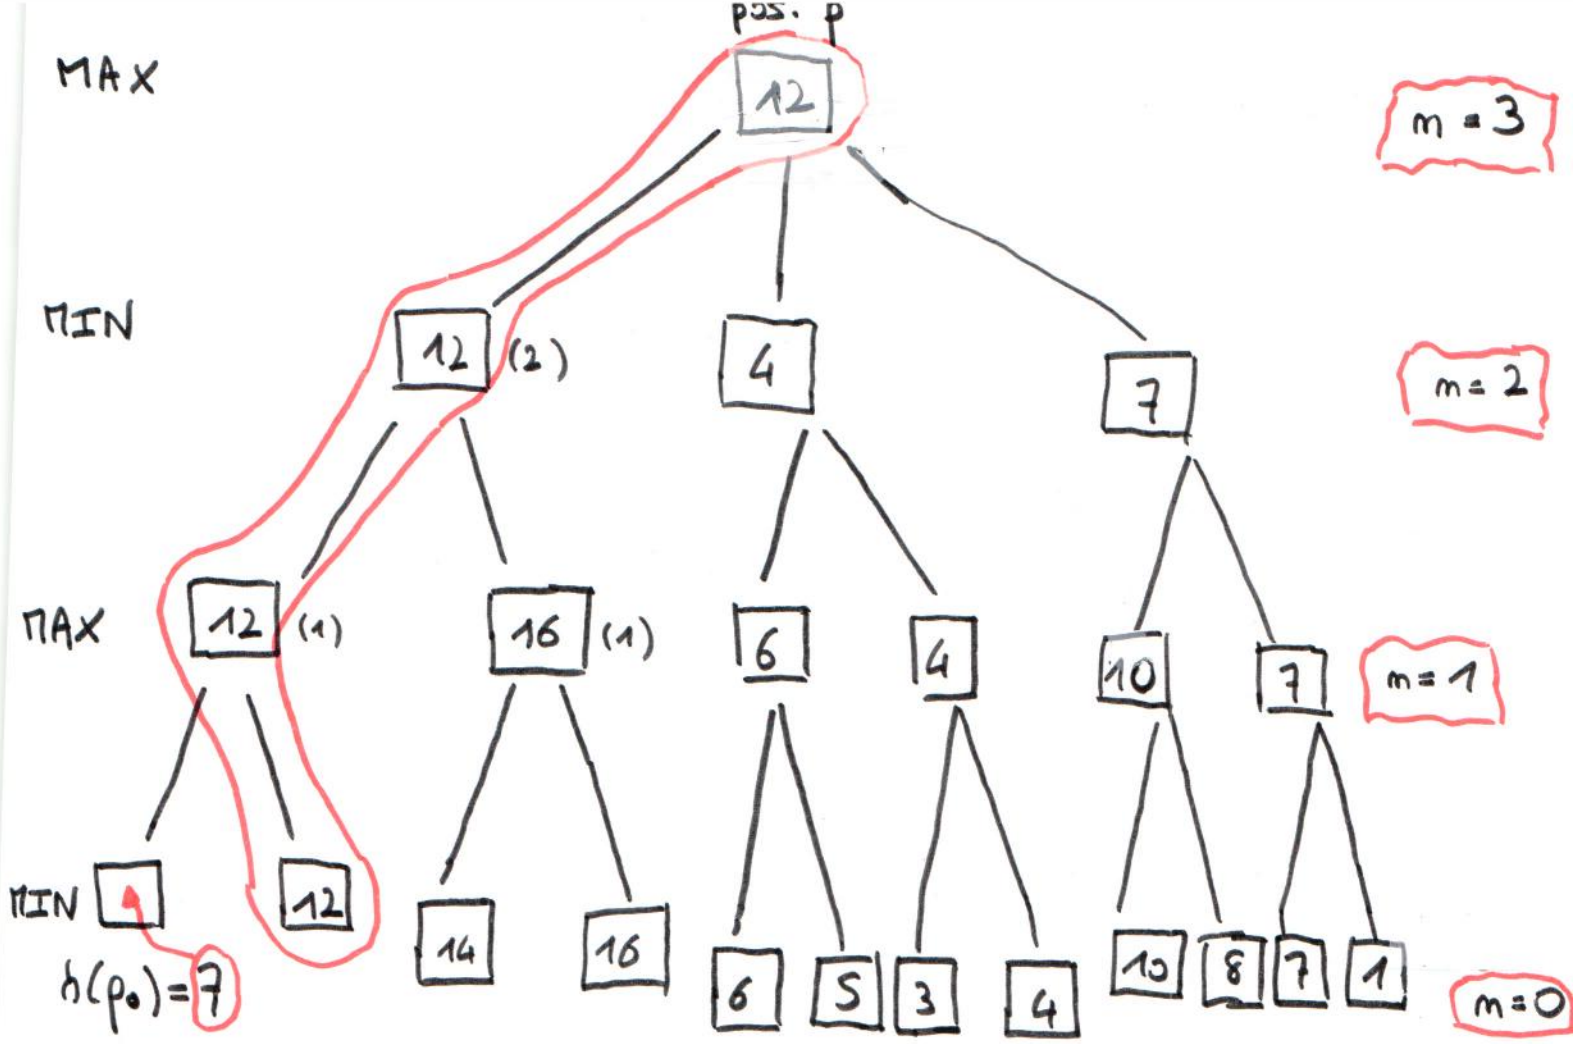 pos. p
MAX
12
m = 3
MIN
12 (2)
4
7
m = 2
MAX
12 (1)
16 (1)
6
4
10
7
m = 1
MIN
12
14
16
6
5
3
4
10
8
7
1
h(p₀) = 7
m = 0